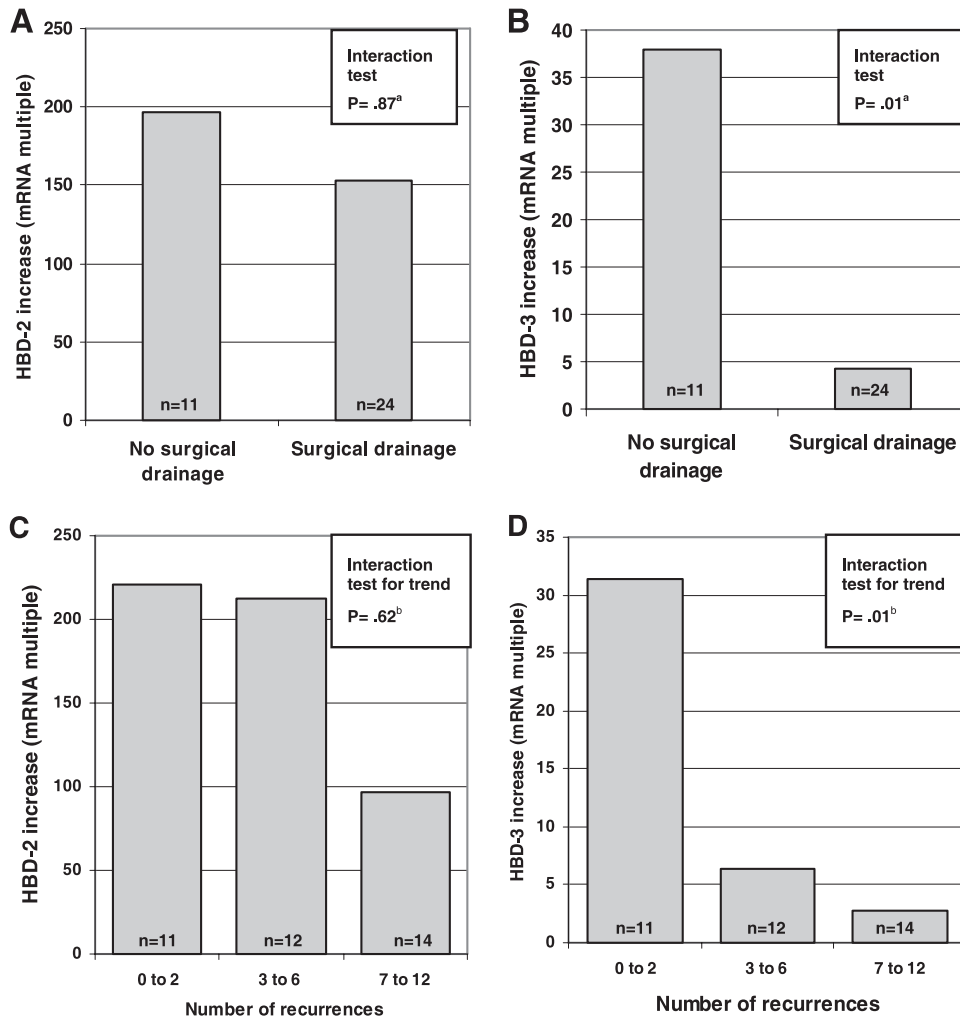 A
HBD-2 increase (mRNA multiple)
250
200
150
100
50
0
Interaction
test
P= .87ᵃ
n=11
n=24
No surgical
drainage
Surgical drainage
B
HBD-3 increase (mRNA multiple)
40
35
30
25
20
15
10
5
0
Interaction
test
P= .01ᵃ
n=11
n=24
No surgical
drainage
Surgical drainage
C
HBD-2 increase (mRNA multiple)
250
200
150
100
50
0
Interaction
test for trend
P= .62ᵇ
n=11
n=12
n=14
0 to 2
3 to 6
7 to 12
Number of recurrences
D
HBD-3 increase (mRNA multiple)
35
30
25
20
15
10
5
0
Interaction
test for trend
P= .01ᵇ
n=11
n=12
n=14
0 to 2
3 to 6
7 to 12
Number of recurrences